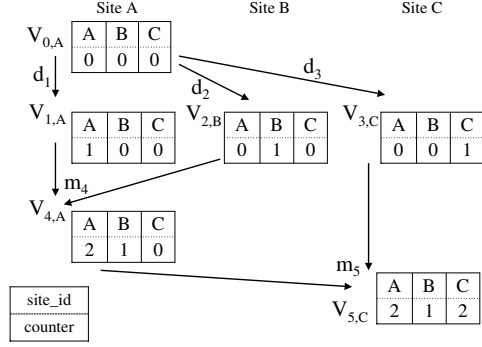 Site A Site B Site C
V0,A A B C
0 0 0
d1 d2 d3
V1,A A B C
1 0 0
V2,B A B C
0 1 0
V3,C A B C
0 0 1
m4
V4,A A B C
2 1 0
m5
V5,C A B C
2 1 2
site_id
counter